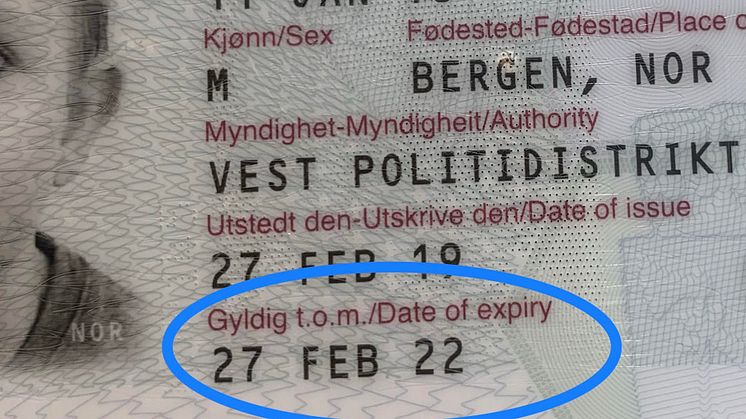 Kjønn/Sex Fødested-Fødestad/Place
M BERGEN, NOR
Myndighet-Myndigheit/Authority
VEST POLITIDISTRIKT
Utstedt den-Utskrive den/Date of issue
27 FEB 19
Gyldig t.o.m./Date of expiry
27 FEB 22
NOR